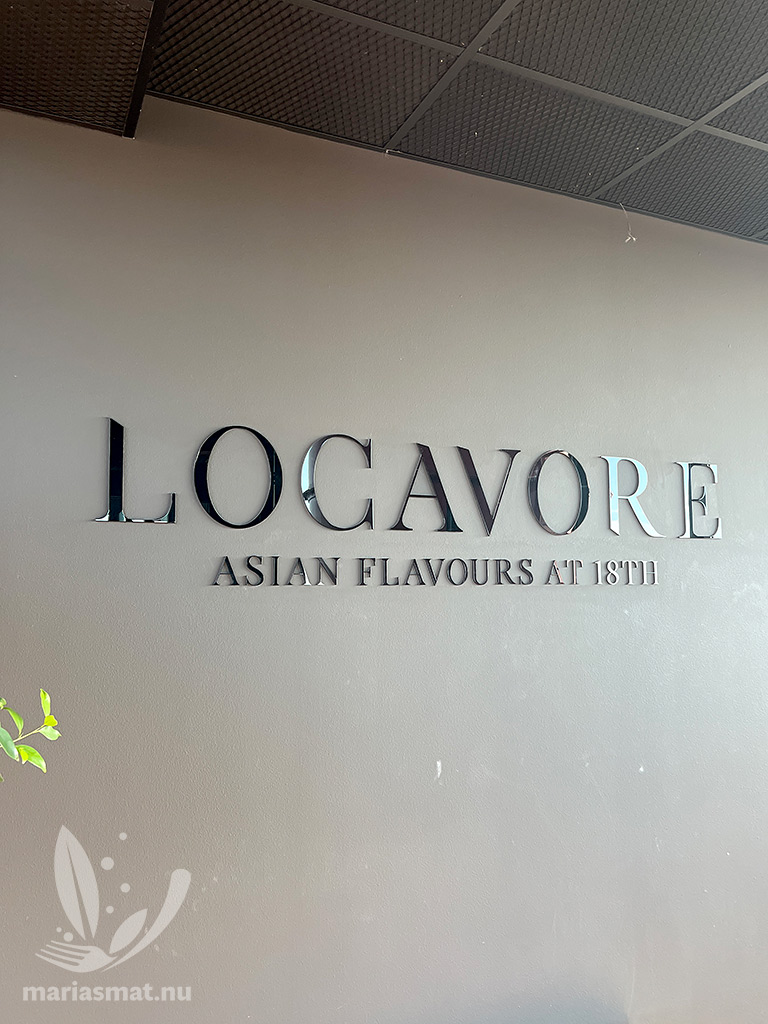 LOCAVORE
ASIAN FLAVOURS AT 18TH
mariasmat.nu